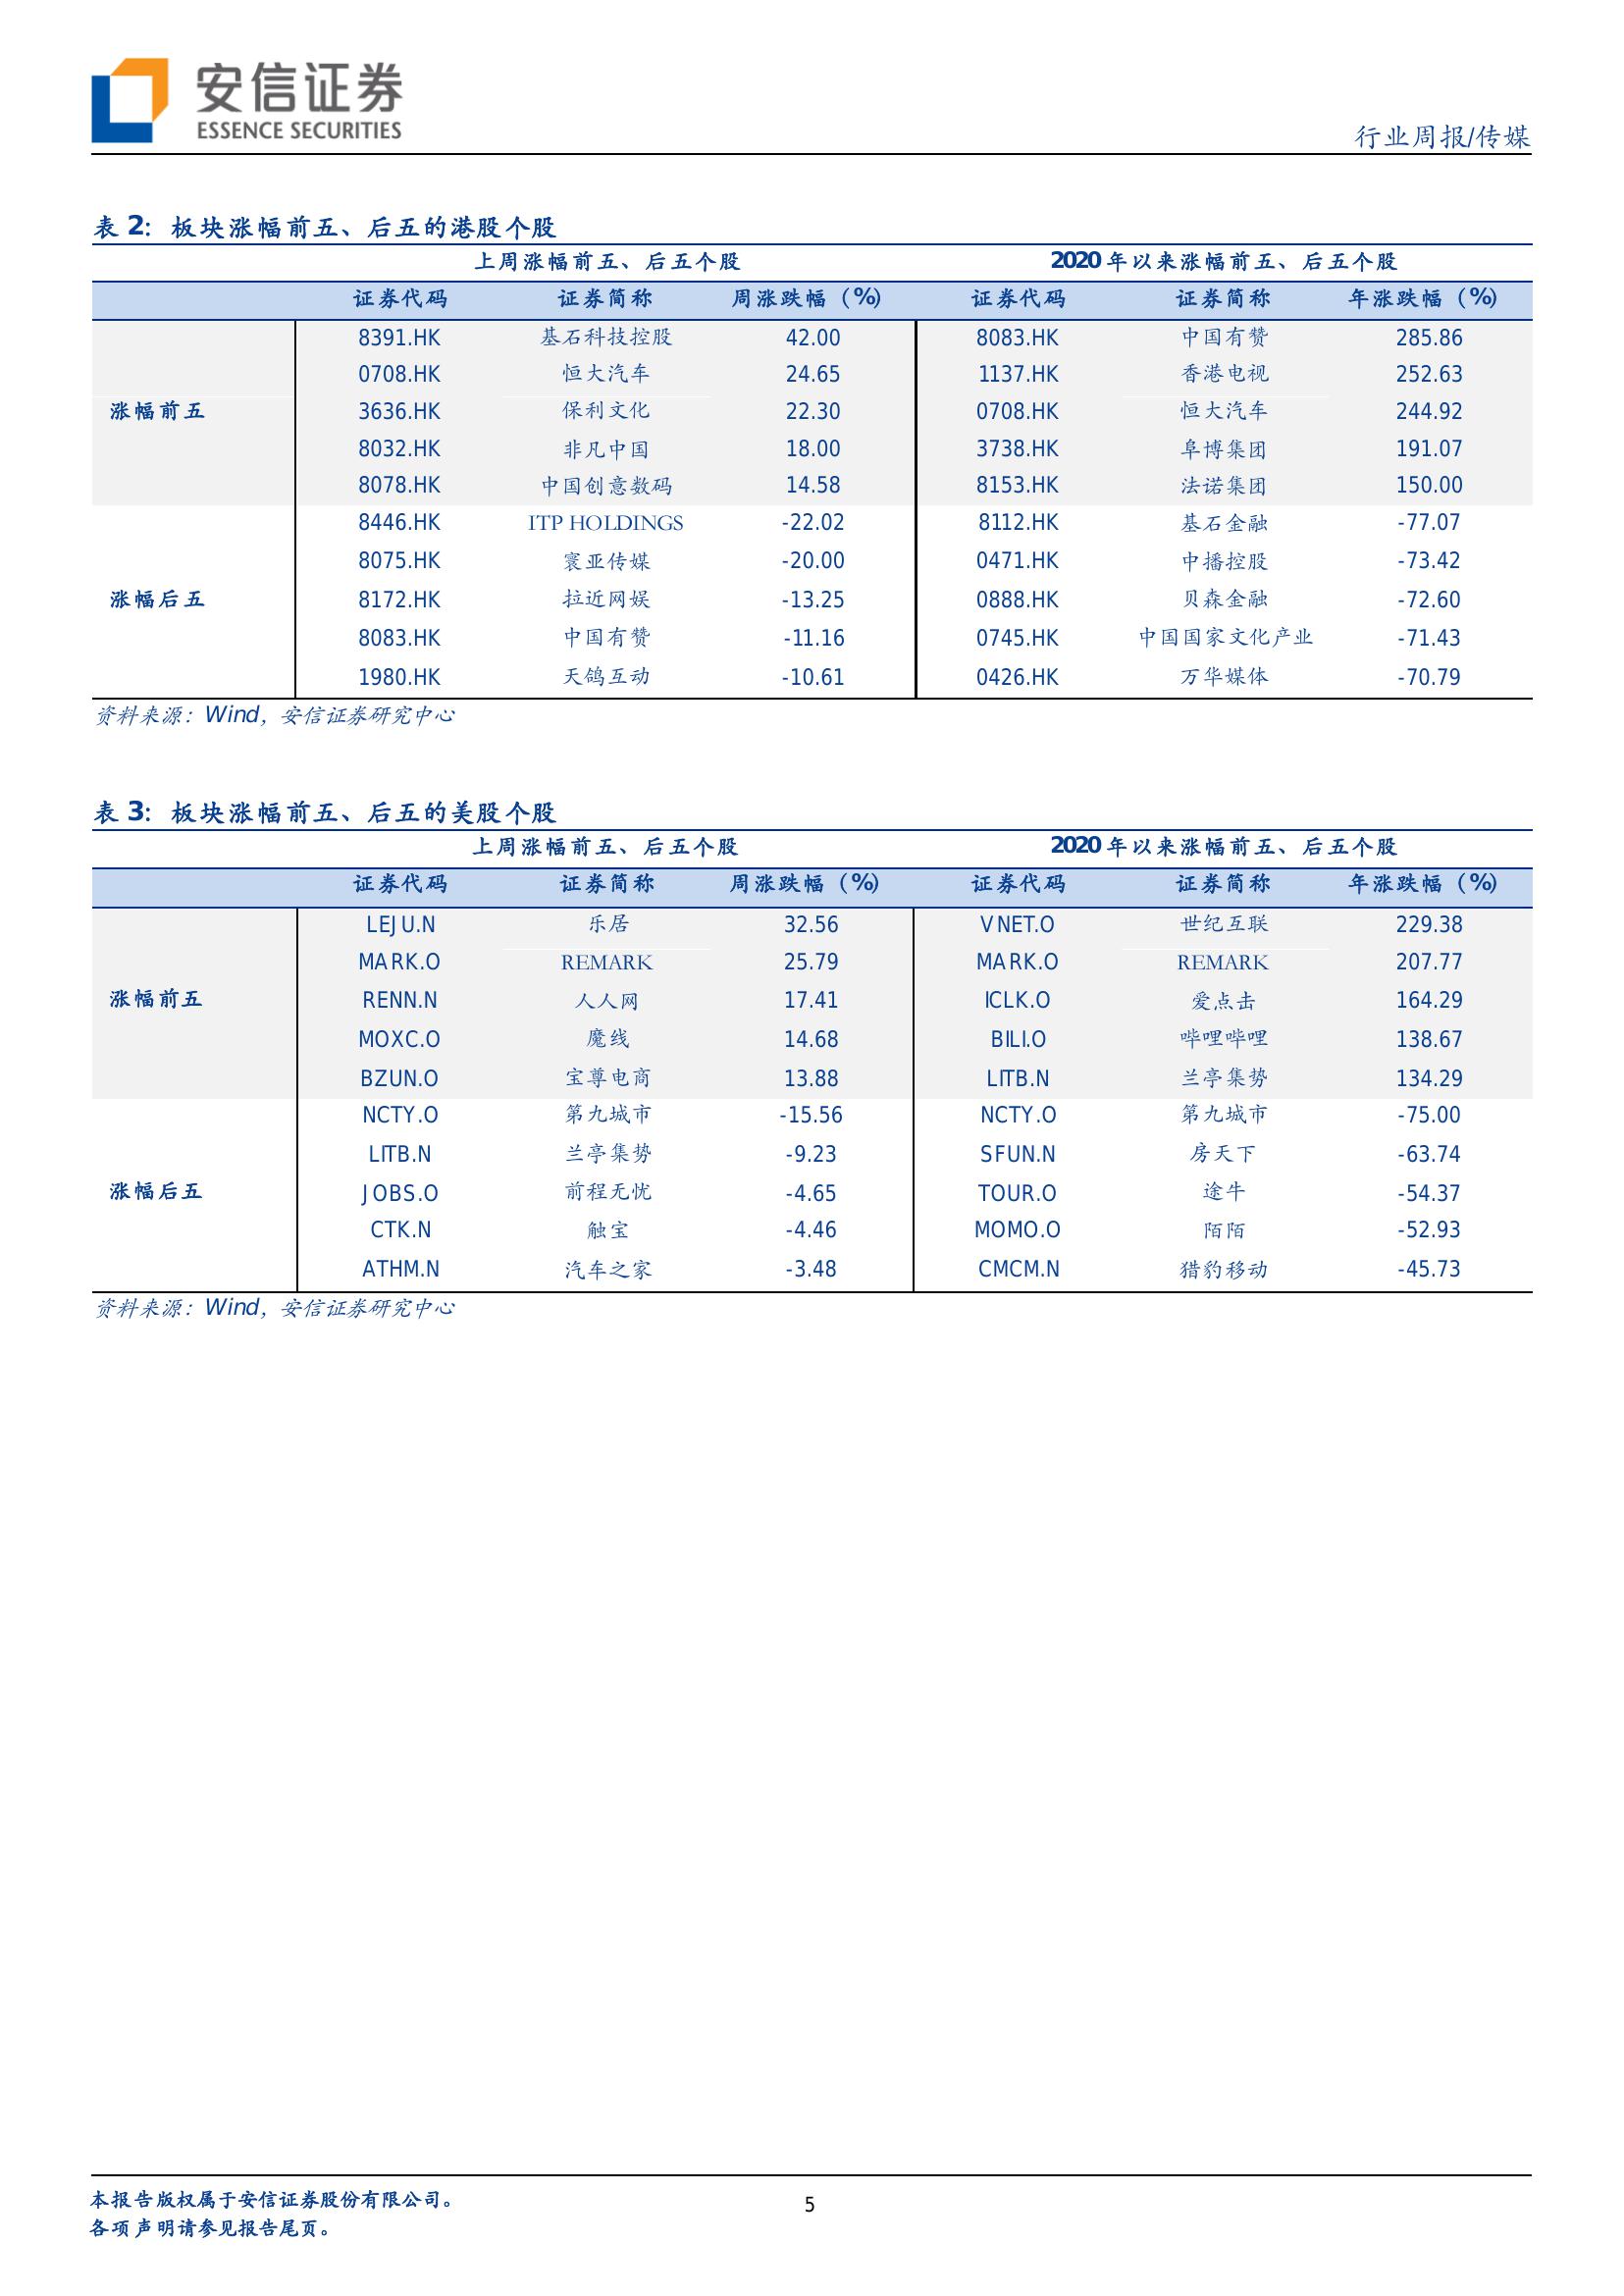 安信证券
ESSENCE SECURITIES
行业周报/传媒
表 2：板块涨幅前五、后五的港股个股
上周涨幅前五、后五个股 2020 年以来涨幅前五、后五个股
证券代码 证券简称 周涨跌幅（%） 证券代码 证券简称 年涨跌幅（%）
8391.HK 基石科技控股 42.00 8083.HK 中国有赞 285.86
0708.HK 恒大汽车 24.65 1137.HK 香港电视 252.63
涨幅前五 3636.HK 保利文化 22.30 0708.HK 恒大汽车 244.92
8032.HK 非凡中国 18.00 3738.HK 阜博集团 191.07
8078.HK 中国创意数码 14.58 8153.HK 法诺集团 150.00
8446.HK ITP HOLDINGS -22.02 8112.HK 基石金融 -77.07
8075.HK 寰亚传媒 -20.00 0471.HK 中播控股 -73.42
涨幅后五 8172.HK 拉近网娱 -13.25 0888.HK 贝森金融 -72.60
8083.HK 中国有赞 -11.16 0745.HK 中国国家文化产业 -71.43
1980.HK 天鸽互动 -10.61 0426.HK 万华媒体 -70.79
资料来源：Wind，安信证券研究中心
表 3：板块涨幅前五、后五的美股个股
上周涨幅前五、后五个股 2020 年以来涨幅前五、后五个股
证券代码 证券简称 周涨跌幅（%） 证券代码 证券简称 年涨跌幅（%）
LEJU.N 乐居 32.56 VNET.O 世纪互联 229.38
MARK.O REMARK 25.79 MARK.O REMARK 207.77
涨幅前五 RENN.N 人人网 17.41 ICLK.O 爱点击 164.29
MOXC.O 魔线 14.68 BILI.O 哔哩哔哩 138.67
BZUN.O 宝尊电商 13.88 LITB.N 兰亭集势 134.29
NCTY.O 第九城市 -15.56 NCTY.O 第九城市 -75.00
LITB.N 兰亭集势 -9.23 SFUN.N 房天下 -63.74
涨幅后五 JOBS.O 前程无忧 -4.65 TOUR.O 途牛 -54.37
CTK.N 触宝 -4.46 MOMO.O 陌陌 -52.93
ATHM.N 汽车之家 -3.48 CMCM.N 猎豹移动 -45.73
资料来源：Wind，安信证券研究中心
本报告版权属于安信证券股份有限公司。
各项声明请参见报告尾页。
5